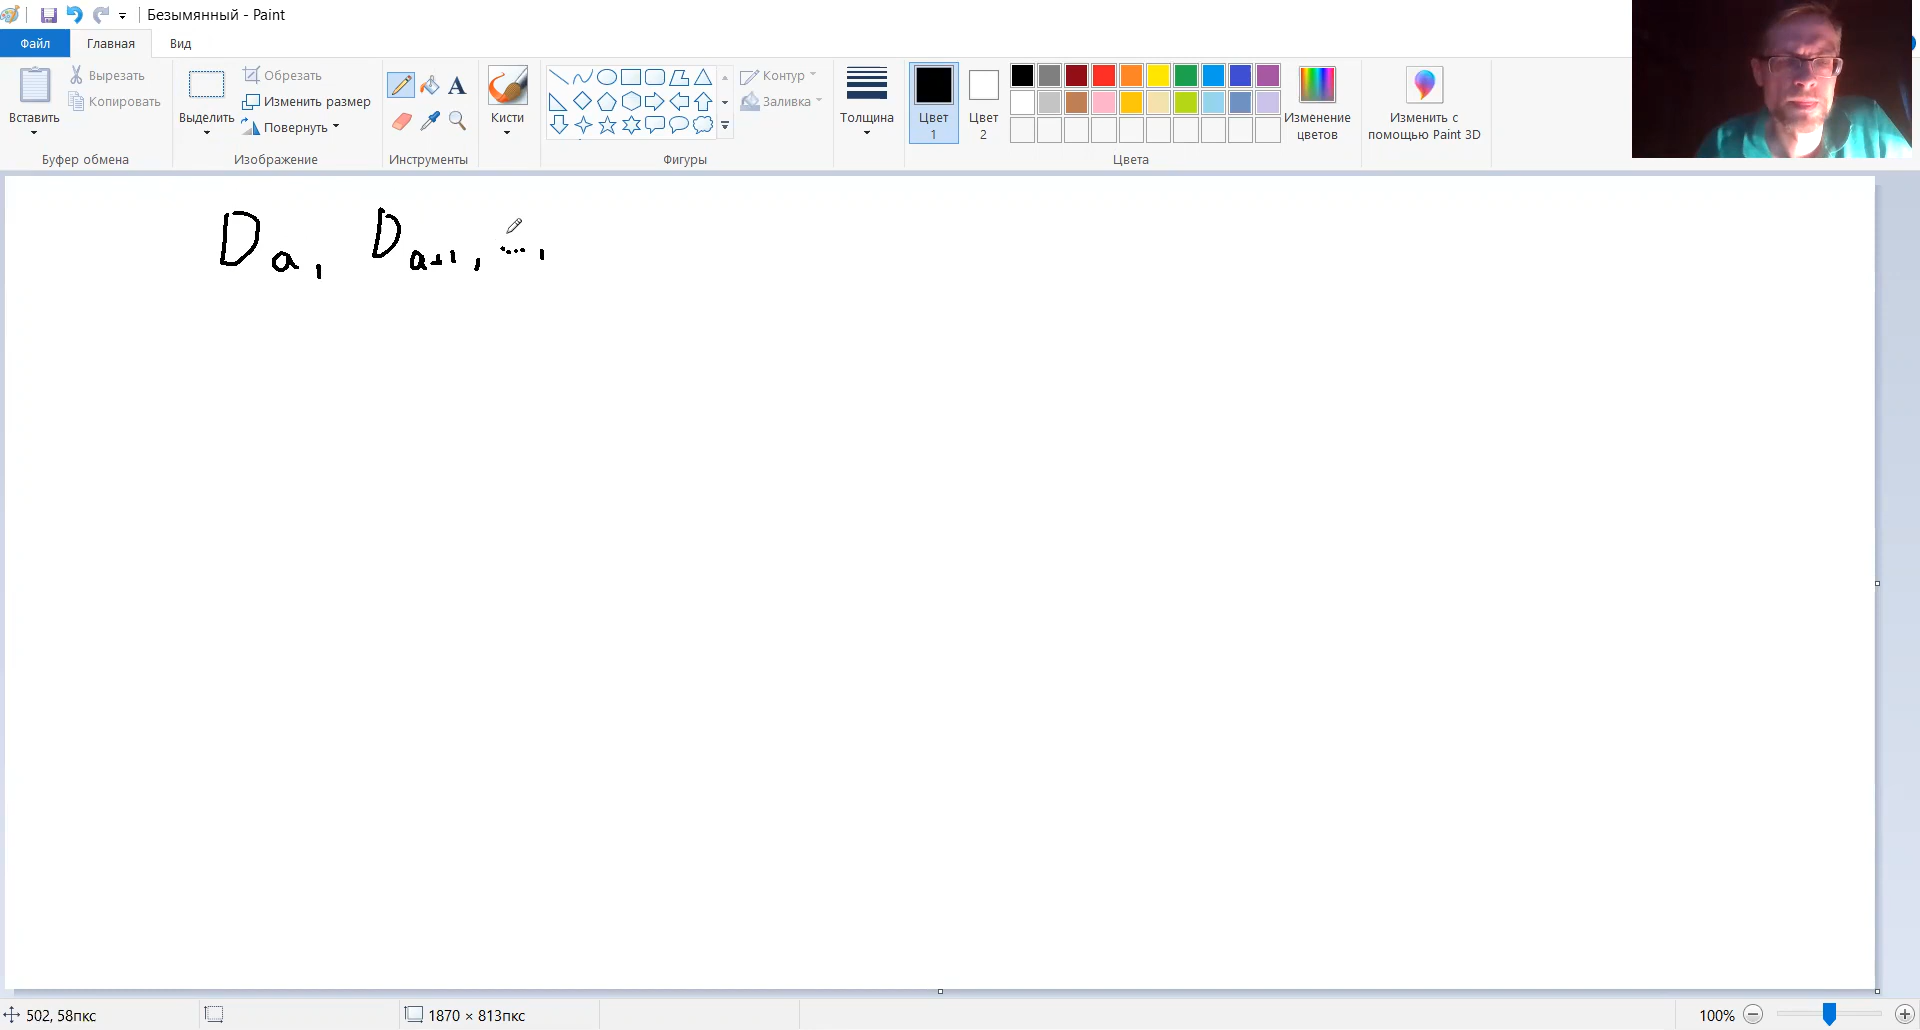 Безымянный - Paint
Файл Главная Вид
Вставить
Вырезать
Копировать
Буфер обмена
Выделить
Обрезать
Изменить размер
Повернуть
Изображение
A
Инструменты
Кисти
Фигуры
Контур
Заливка
Толщина
Цвет
1
Цвет
2
Изменение
цветов
Цвета
Изменить с
помощью Paint 3D
D_a, D_{a+1}, ...,
502, 58пкс
1870 × 813пкс
100%